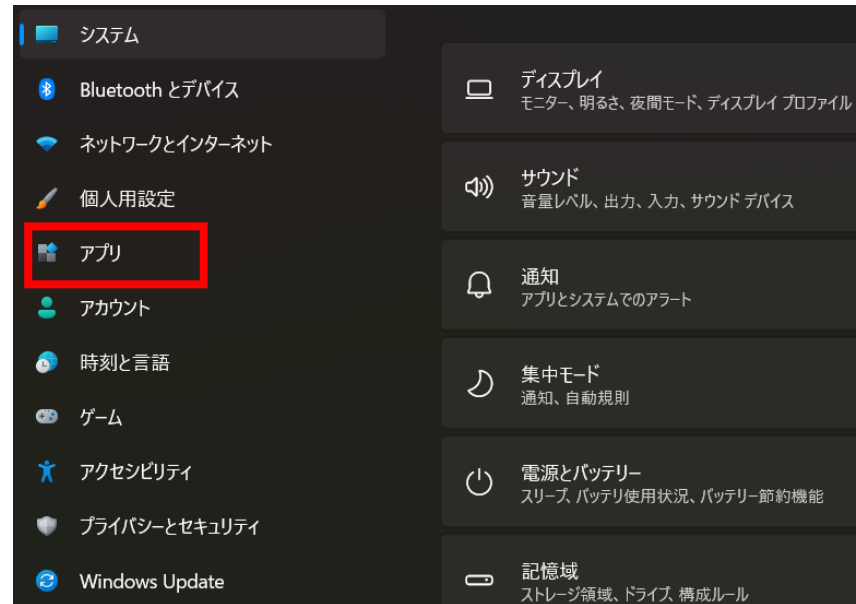 システム
Bluetooth とデバイス
ネットワークとインターネット
個人用設定
アプリ
アカウント
時刻と言語
ゲーム
アクセシビリティ
プライバシーとセキュリティ
Windows Update
ディスプレイ
モニター、明るさ、夜間モード、ディスプレイ プロファイル
サウンド
音量レベル、出力、入力、サウンド デバイス
通知
アプリとシステムでのアラート
集中モード
通知、自動規則
電源とバッテリー
スリープ、バッテリ使用状況、バッテリー節約機能
記憶域
ストレージ領域、ドライブ、構成ルール